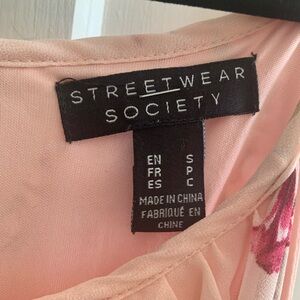 STREETWEAR
SOCIETY
EN S
FR P
ES C
MADE IN CHINA
FABRIQUÉ EN
CHINE